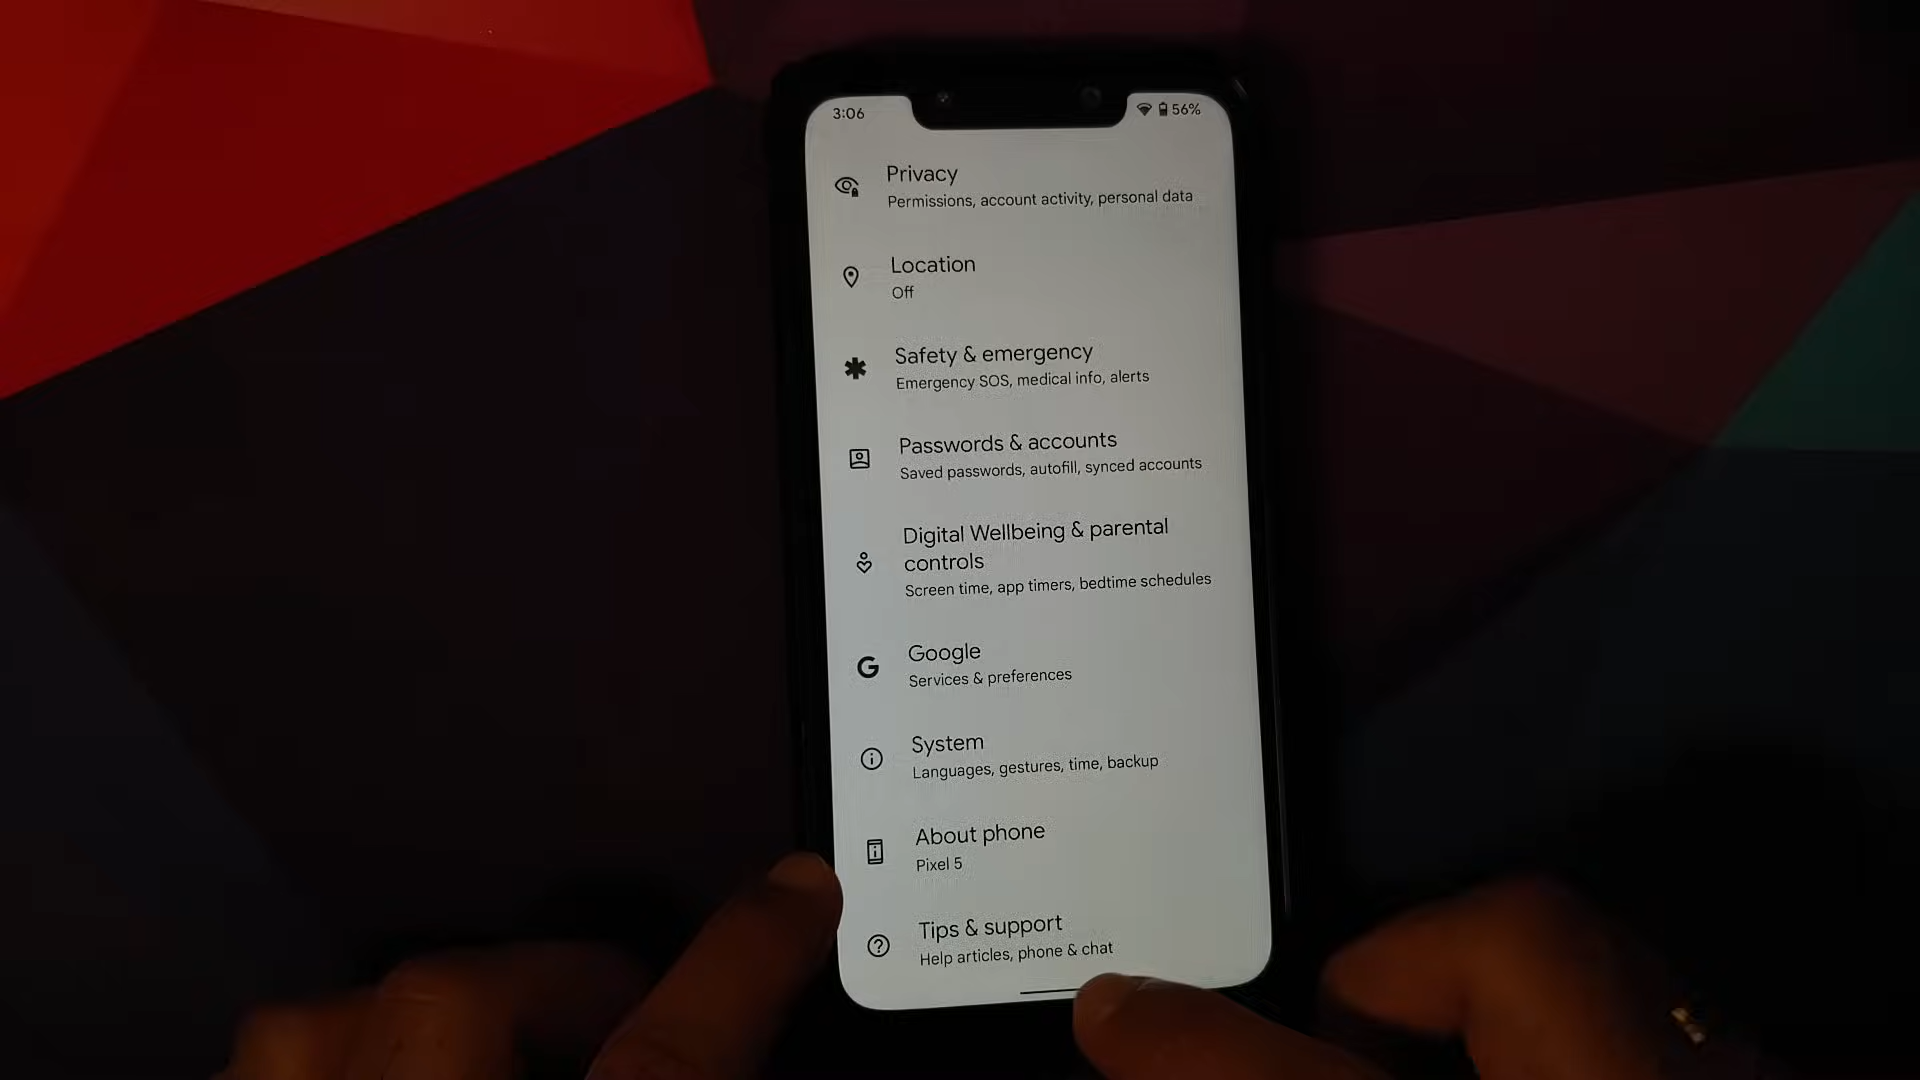 3:06
56%
Privacy
Permissions, account activity, personal data
Location
Off
Safety & emergency
Emergency SOS, medical info, alerts
Passwords & accounts
Saved passwords, autofill, synced accounts
Digital Wellbeing & parental
controls
Screen time, app timers, bedtime schedules
Google
Services & preferences
System
Languages, gestures, time, backup
About phone
Pixel 5
Tips & support
Help articles, phone & chat